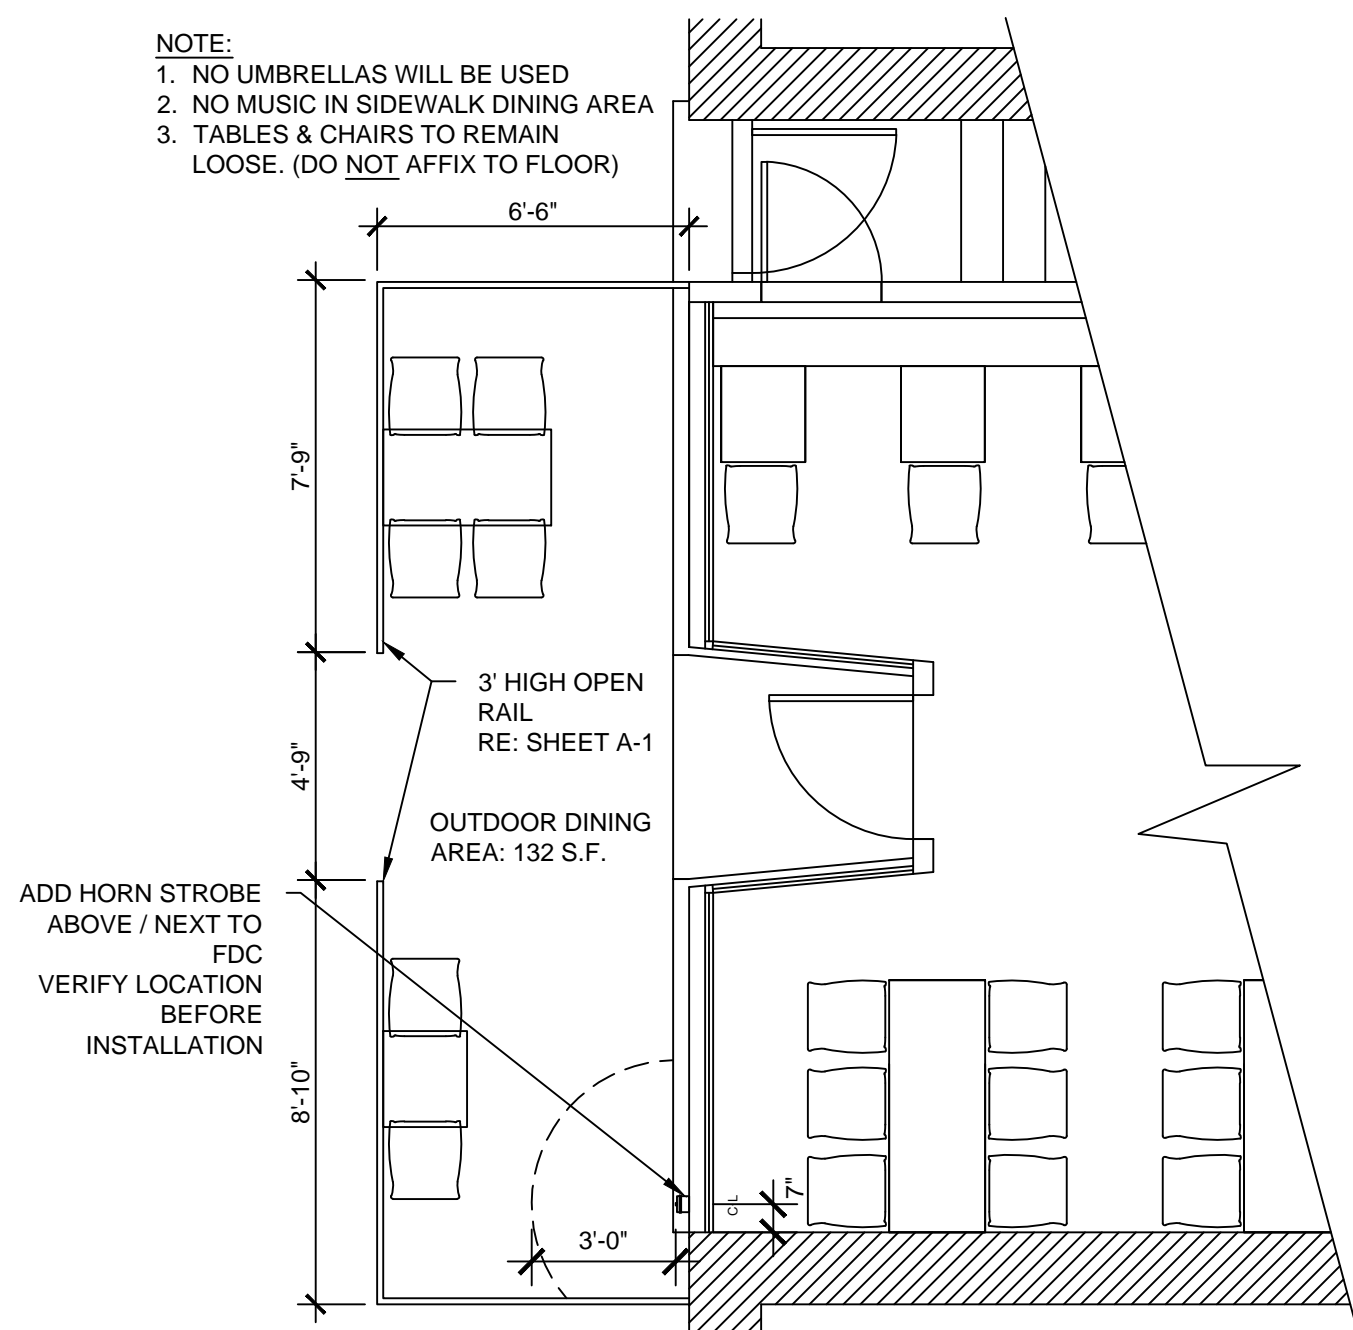 NOTE:
1. NO UMBRELLAS WILL BE USED
2. NO MUSIC IN SIDEWALK DINING AREA
3. TABLES & CHAIRS TO REMAIN
LOOSE. (DO NOT AFFIX TO FLOOR)
6'-6"
7'-9"
3' HIGH OPEN
RAIL
RE: SHEET A-1
4'-9"
OUTDOOR DINING
AREA: 132 S.F.
ADD HORN STROBE
ABOVE / NEXT TO
FDC
VERIFY LOCATION
BEFORE
INSTALLATION
8'-10"
CL
7"
3'-0"